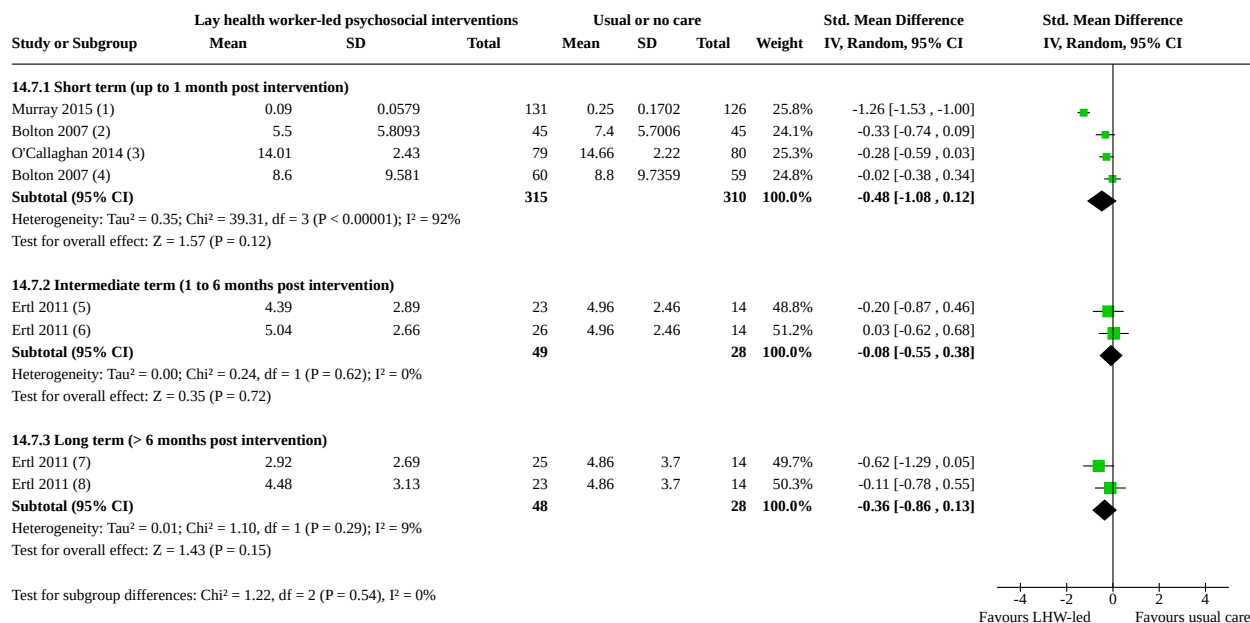 Lay health worker-led psychosocial interventions Usual or no care Std. Mean Difference Std. Mean Difference
Study or Subgroup Mean SD Total Mean SD Total Weight IV, Random, 95% CI IV, Random, 95% CI
14.7.1 Short term (up to 1 month post intervention)
Murray 2015 (1) 0.09 0.0579 131 0.25 0.1702 126 25.8% -1.26 [-1.53 , -1.00]
Bolton 2007 (2) 5.5 5.8093 45 7.4 5.7006 45 24.1% -0.33 [-0.74 , 0.09]
O'Callaghan 2014 (3) 14.01 2.43 79 14.66 2.22 80 25.3% -0.28 [-0.59 , 0.03]
Bolton 2007 (4) 8.6 9.581 60 8.8 9.7359 59 24.8% -0.02 [-0.38 , 0.34]
Subtotal (95% CI) 315 310 100.0% -0.48 [-1.08 , 0.12]
Heterogeneity: Tau² = 0.35; Chi² = 39.31, df = 3 (P < 0.00001); I² = 92%
Test for overall effect: Z = 1.57 (P = 0.12)
14.7.2 Intermediate term (1 to 6 months post intervention)
Ertl 2011 (5) 4.39 2.89 23 4.96 2.46 14 48.8% -0.20 [-0.87 , 0.46]
Ertl 2011 (6) 5.04 2.66 26 4.96 2.46 14 51.2% 0.03 [-0.62 , 0.68]
Subtotal (95% CI) 49 28 100.0% -0.08 [-0.55 , 0.38]
Heterogeneity: Tau² = 0.00; Chi² = 0.24, df = 1 (P = 0.62); I² = 0%
Test for overall effect: Z = 0.35 (P = 0.72)
14.7.3 Long term (> 6 months post intervention)
Ertl 2011 (7) 2.92 2.69 25 4.86 3.7 14 49.7% -0.62 [-1.29 , 0.05]
Ertl 2011 (8) 4.48 3.13 23 4.86 3.7 14 50.3% -0.11 [-0.78 , 0.55]
Subtotal (95% CI) 48 28 100.0% -0.36 [-0.86 , 0.13]
Heterogeneity: Tau² = 0.01; Chi² = 1.10, df = 1 (P = 0.29); I² = 9%
Test for overall effect: Z = 1.43 (P = 0.15)
Test for subgroup differences: Chi² = 1.22, df = 2 (P = 0.54), I² = 0%
-4 -2 0 2 4
Favours LHW-led Favours usual care